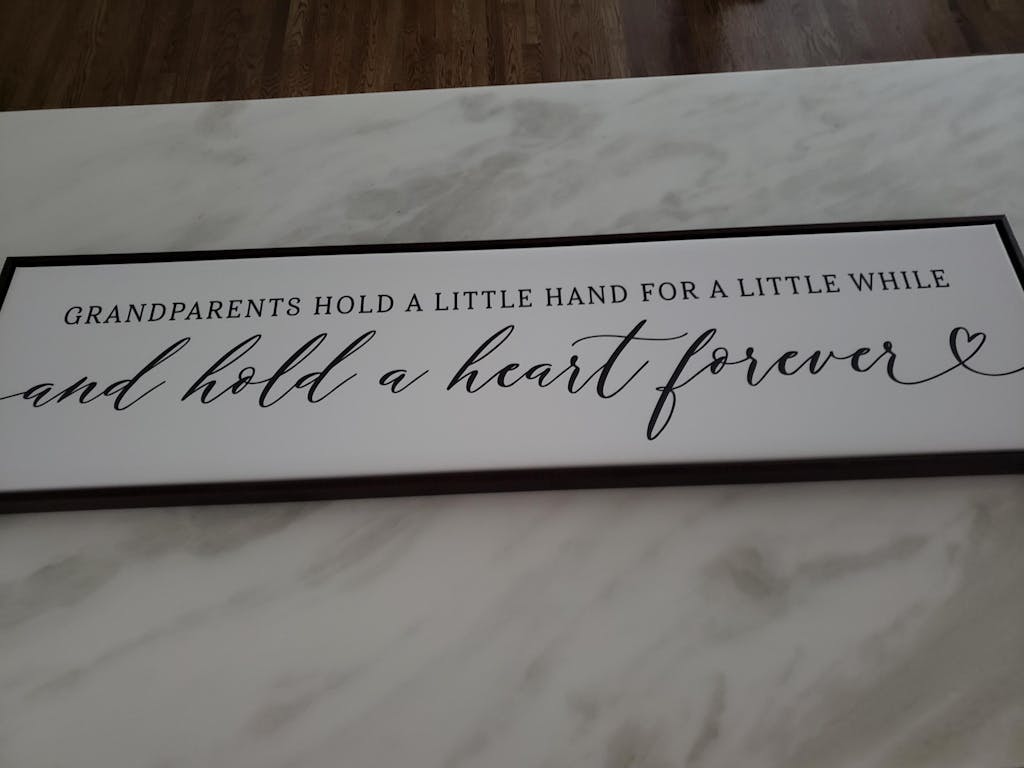 GRANDPARENTS HOLD A LITTLE HAND FOR A LITTLE WHILE
and hold a heart forever